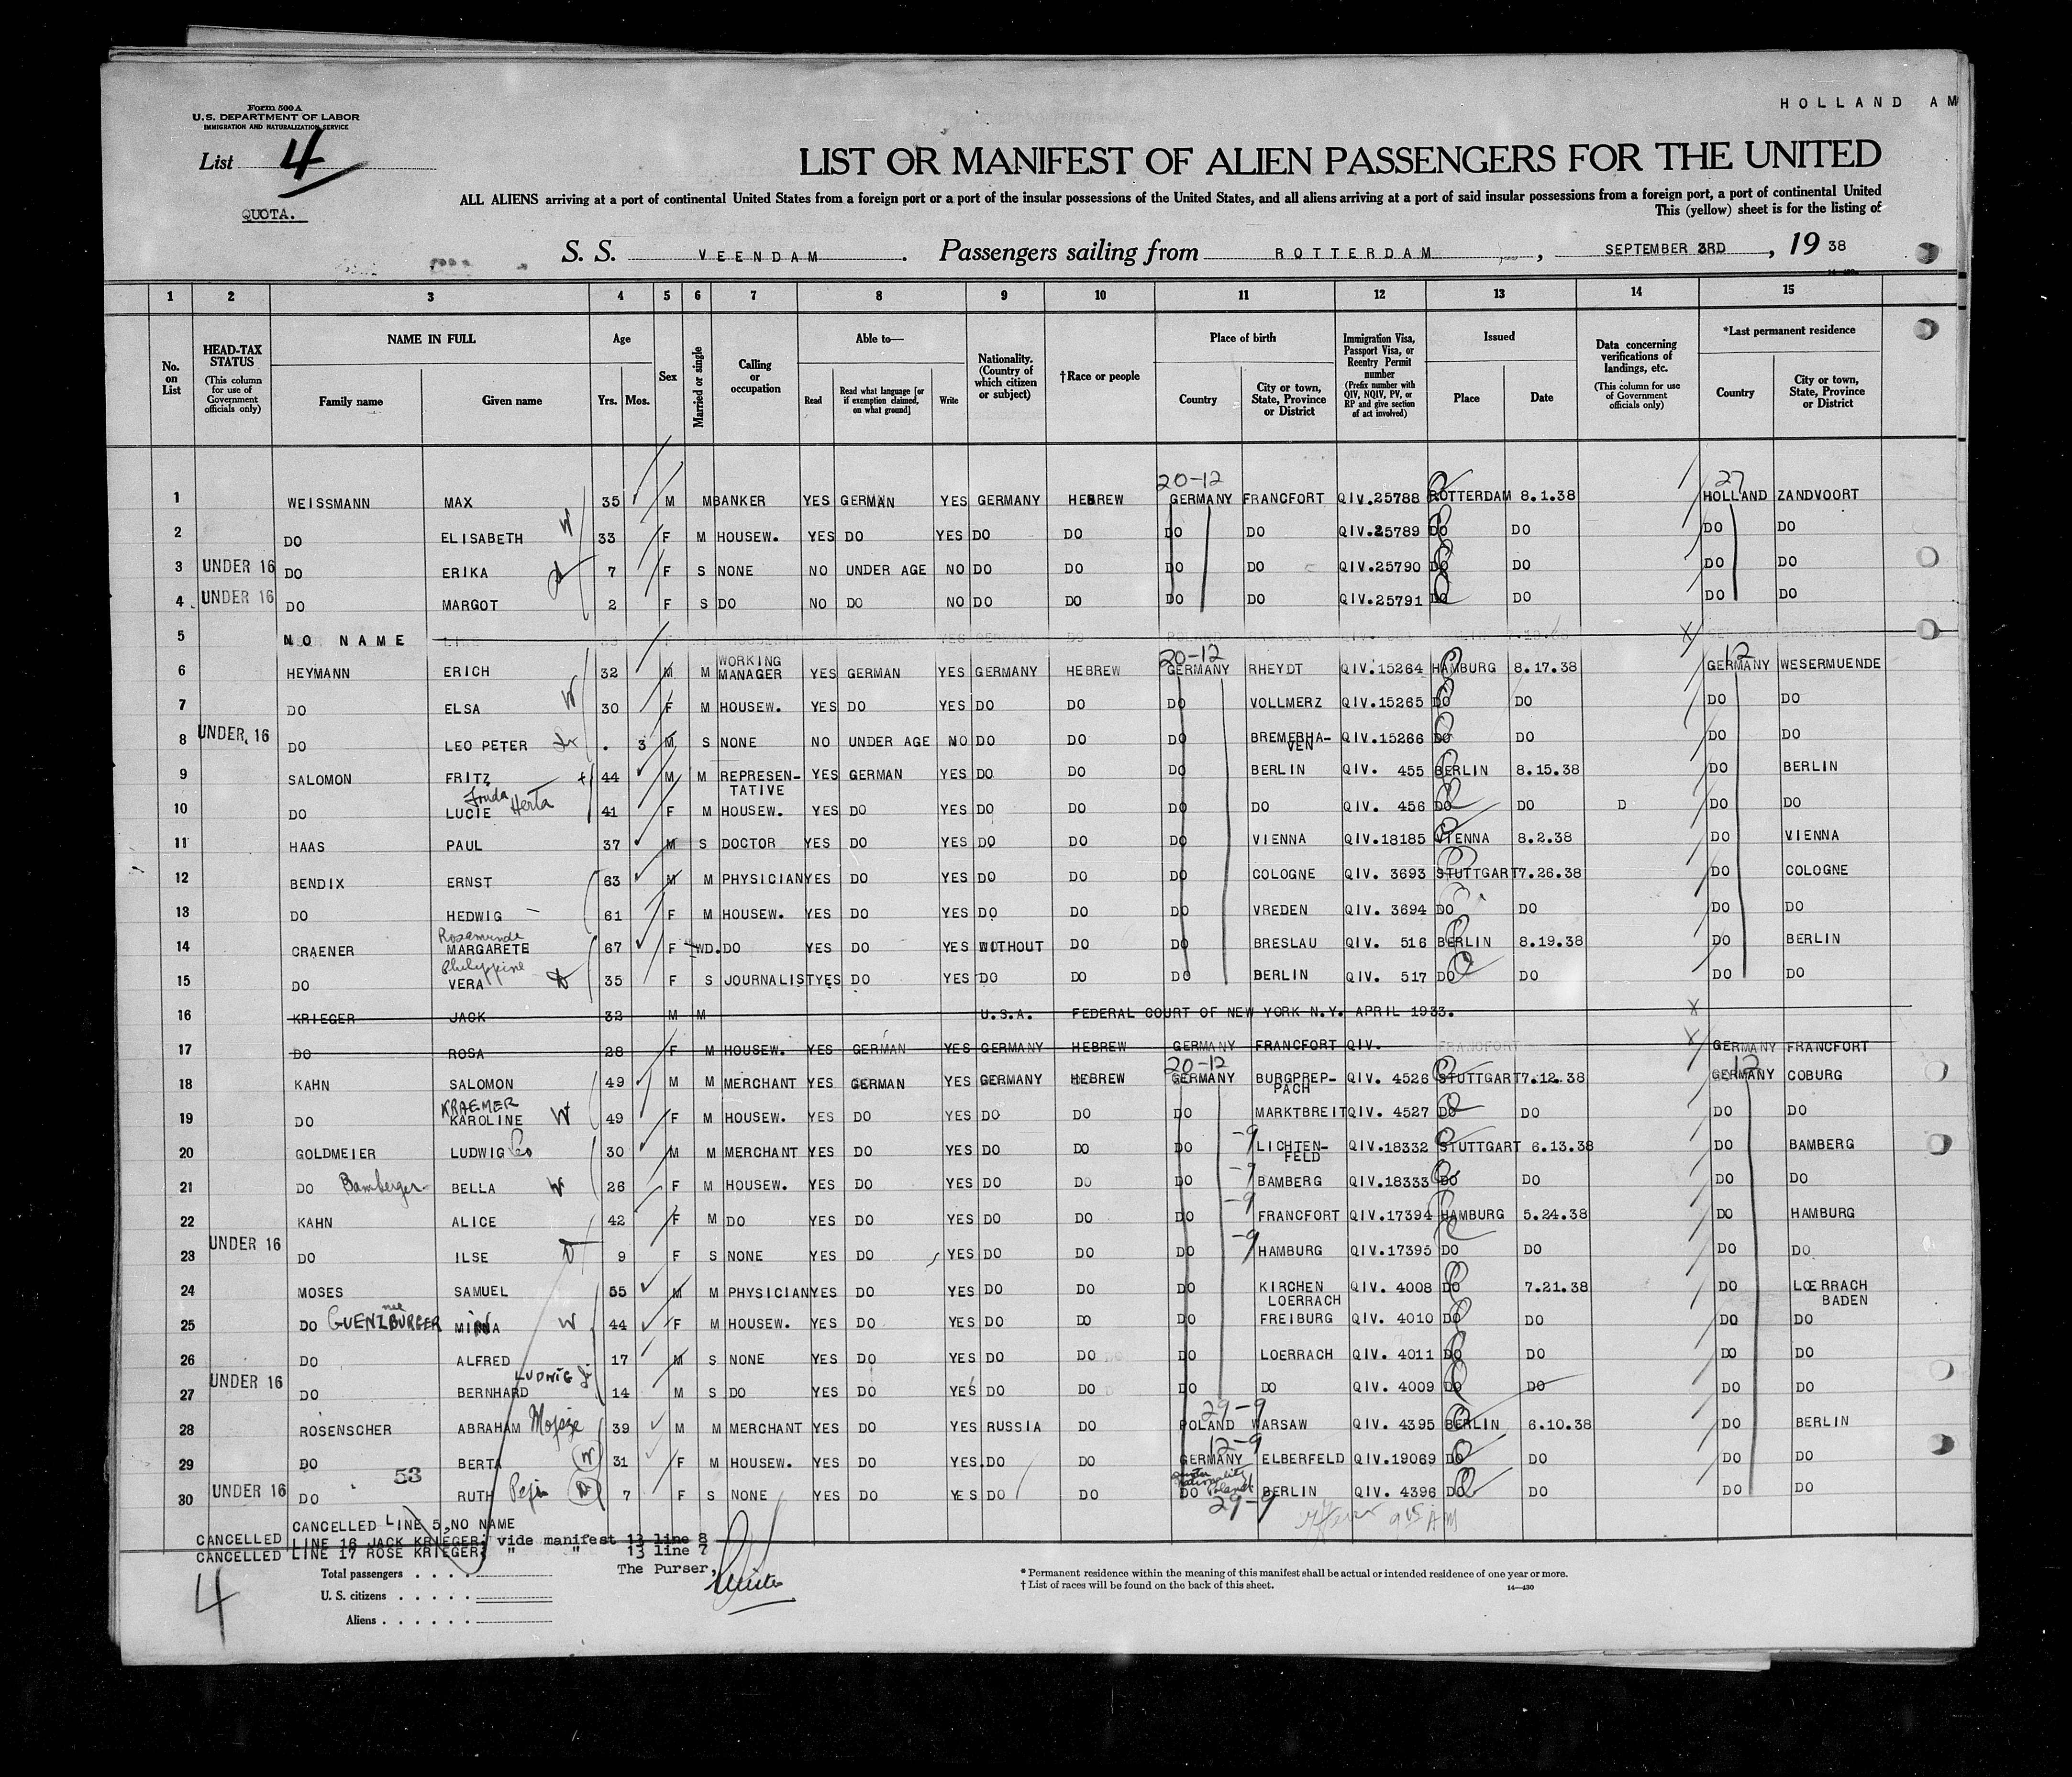 HOLLAND AM
Form 500 A
U.S. DEPARTMENT OF LABOR
IMMIGRATION AND NATURALIZATION SERVICE
List 4
QUOTA.
LIST OR MANIFEST OF ALIEN PASSENGERS FOR THE UNITED
ALL ALIENS arriving at a port of continental United States from a foreign port or a port of the insular possessions of the United States, and all aliens arriving at a port of said insular possessions from a foreign port, a port of continental United
This (yellow) sheet is for the listing of
S. S. VEENDAM. Passengers sailing from ROTTERDAM, SEPTEMBER 3RD, 19 38
1 2 3 4 5 6 7 8 9 10 11 12 13 14 15
No. on List
HEAD-TAX STATUS (This column for use of Government officials only)
NAME IN FULL Family name Given name
Age Yrs. Mos.
Sex
Married or single
Calling or occupation
Able to— Read Read what language [or if exemption claimed, on what ground] Write
Nationality. (Country of which citizen or subject)
†Race or people
Place of birth Country City or town, State, Province or District
Immigration Visa, Passport Visa, or Reentry Permit number (Prefix number with QIV, NQIV, PV, or RP and give section of act involved)
Issued Place Date
Data concerning verifications of landings, etc. (This column for use of Government officials only)
*Last permanent residence Country City or town, State, Province or District
20-12 27
1 WEISSMANN MAX 35 M M BANKER YES GERMAN YES GERMANY HEBREW GERMANY FRANCFORT QIV.25788 ROTTERDAM 8.1.38 HOLLAND ZANDVOORT
2 DO ELISABETH W 33 F M HOUSEW. YES DO YES DO DO DO DO QIV.25789 DO DO DO DO
3 UNDER 16 DO ERIKA 7 F S NONE NO UNDER AGE NO DO DO DO DO QIV.25790 DO DO DO DO
4 UNDER 16 DO MARGOT 2 F S DO NO DO NO DO DO DO DO QIV.25791 DO DO DO DO
5 NO NAME X
20-12 12
6 HEYMANN ERICH 32 M M WORKING MANAGER YES GERMAN YES GERMANY HEBREW GERMANY RHEYDT QIV.15264 HAMBURG 8.17.38 GERMANY WESERMUENDE
7 DO ELSA W 30 F M HOUSEW. YES DO YES DO DO DO VOLLMERZ QIV.15265 DO DO DO DO
8 UNDER 16 DO LEO PETER . 3 M S NONE NO UNDER AGE NO DO DO DO BREMERHA-VEN QIV.15266 DO DO DO DO
9 SALOMON FRITZ 44 M M REPRESEN-TATIVE YES GERMAN YES DO DO DO BERLIN QIV. 455 BERLIN 8.15.38 DO BERLIN
10 DO LUCIE Herta 41 F M HOUSEW. YES DO YES DO DO DO DO QIV. 456 DO DO D DO DO
11 HAAS PAUL 37 M S DOCTOR YES DO YES DO DO DO VIENNA QIV.18185 VIENNA 8.2.38 DO VIENNA
12 BENDIX ERNST 63 M M PHYSICIAN YES DO YES DO DO DO COLOGNE QIV. 3693 STUTTGART 7.26.38 DO COLOGNE
13 DO HEDWIG 61 F M HOUSEW. YES DO YES DO DO DO VREDEN QIV. 3694 DO DO DO DO
Rosamunde
14 CRAENER MARGARETE 67 F WD. DO YES DO YES WITHOUT DO DO BRESLAU QIV. 516 BERLIN 8.19.38 DO BERLIN
Philippine
15 DO VERA 35 F S JOURNALIST YES DO YES DO DO DO BERLIN QIV. 517 DO DO DO DO
16 KRIEGER JACK 32 M M U.S.A. FEDERAL COURT OF NEW YORK N.Y. APRIL 1933. X
17 DO ROSA 28 F M HOUSEW. YES GERMAN YES GERMANY HEBREW GERMANY FRANCFORT QIV. FRANCFORT X GERMANY FRANCFORT
20-12 12
18 KAHN SALOMON 49 M M MERCHANT YES GERMAN YES GERMANY HEBREW GERMANY BURGPREP-PACH QIV. 4526 STUTTGART 7.12.38 GERMANY COBURG
KRAEMER
19 DO KAROLINE W 49 F M HOUSEW. YES DO YES DO DO DO MARKTBREIT QIV. 4527 DO DO DO DO
20 GOLDMEIER LUDWIG Leo 30 M M MERCHANT YES DO YES DO DO DO -9 LICHTEN-FELD QIV.18332 STUTTGART 6.13.38 DO BAMBERG
21 DO Bamberger BELLA W 26 F M HOUSEW. YES DO YES DO DO DO -9 BAMBERG QIV.18333 DO DO DO DO
22 KAHN ALICE 42 F M DO YES DO YES DO DO DO -9 FRANCFORT QIV.17394 HAMBURG 5.24.38 DO HAMBURG
23 UNDER 16 DO ILSE 9 F S NONE YES DO YES DO DO DO -9 HAMBURG QIV.17395 DO DO DO DO
24 MOSES SAMUEL 55 M M PHYSICIAN YES DO YES DO DO DO KIRCHEN LOERRACH QIV. 4008 DO 7.21.38 DO LOERRACH BADEN
25 DO nee GUENZBURGER MINNA W 44 F M HOUSEW. YES DO YES DO DO DO FREIBURG QIV. 4010 DO DO DO DO
26 DO ALFRED 17 M S NONE YES DO YES DO DO DO LOERRACH QIV. 4011 DO DO DO DO
27 UNDER 16 DO BERNHARD LUDWIG 14 M S DO YES DO YES DO DO DO DO QIV. 4009 DO DO DO DO
29-9
28 ROSENSCHER ABRAHAM Mojsze 39 M M MERCHANT YES DO YES RUSSIA DO POLAND WARSAW QIV. 4395 BERLIN 6.10.38 DO BERLIN
12-9
29 DO BERTA W 31 F M HOUSEW. YES DO YES DO DO GERMANY ELBERFELD QIV.19069 DO DO DO DO
53
30 UNDER 16 DO RUTH 7 F S NONE YES DO YES DO DO DO Poland BERLIN QIV. 4396 DO DO DO DO
29-9
CANCELLED LINE 5, NO NAME
CANCELLED LINE 16 JACK KRIEGER; vide manifest 13 line 8
CANCELLED LINE 17 ROSE KRIEGER; " " 13 line 7
The Purser,
4
Total passengers . . . .
U. S. citizens . . . . .
Aliens . . . . . .
* Permanent residence within the meaning of this manifest shall be actual or intended residence of one year or more.
† List of races will be found on the back of this sheet. 14—430